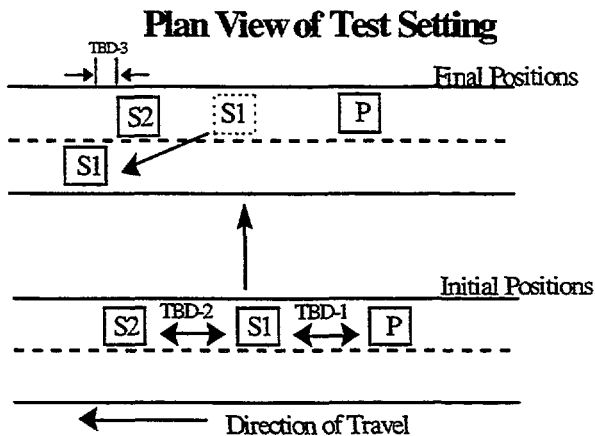 Plan View of Test Setting
TBD-3
Final Positions
S2 S1 P
S1
Initial Positions
S2 TBD-2 S1 TBD-1 P
Direction of Travel